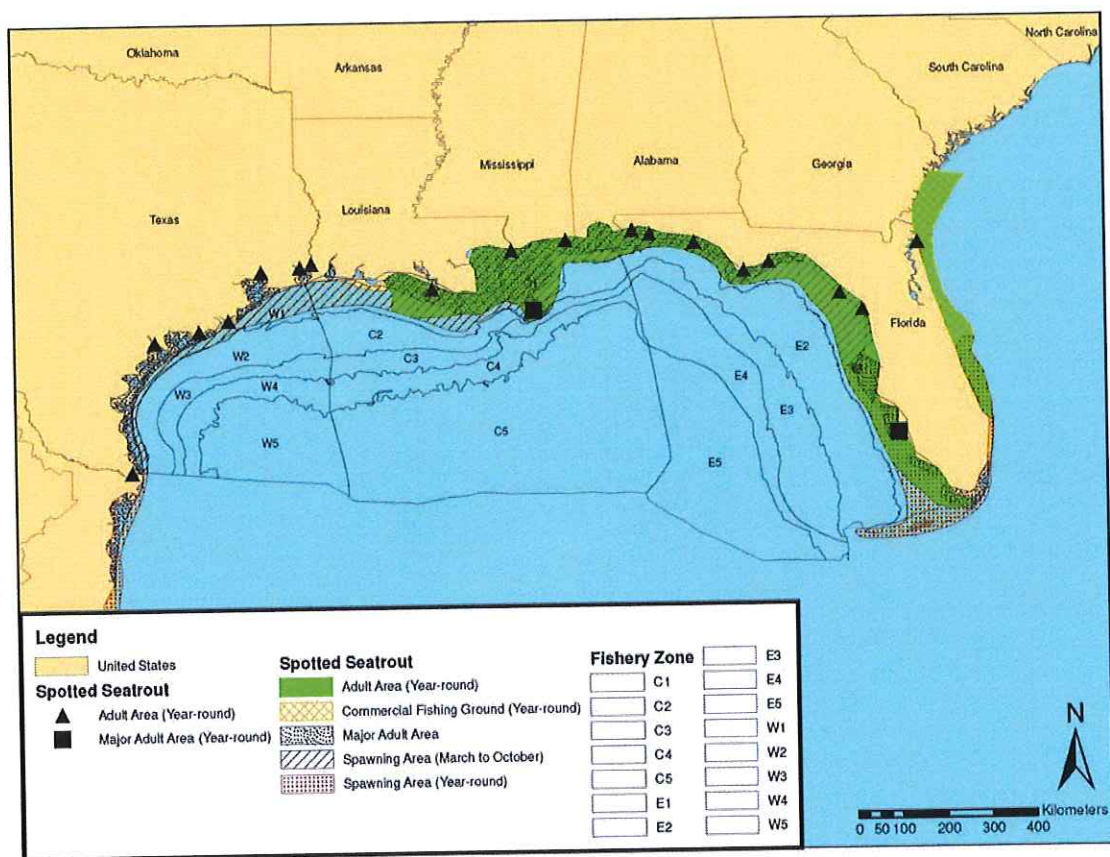 North Carolina
Oklahoma
Arkansas
South Carolina
Mississippi
Alabama
Georgia
Texas
Louisiana
Florida
W1
C2
W2
C3
C4
E2
W3
W4
E4
E3
W5
C5
E5
Legend
United States
Spotted Seatrout
Adult Area (Year-round)
Major Adult Area (Year-round)
Spotted Seatrout
Adult Area (Year-round)
Commercial Fishing Ground (Year-round)
Major Adult Area
Spawning Area (March to October)
Spawning Area (Year-round)
Fishery Zone
C1
C2
C3
C4
C5
E1
E2
E3
E4
E5
W1
W2
W3
W4
W5
N
Kilometers
0 50 100 200 300 400